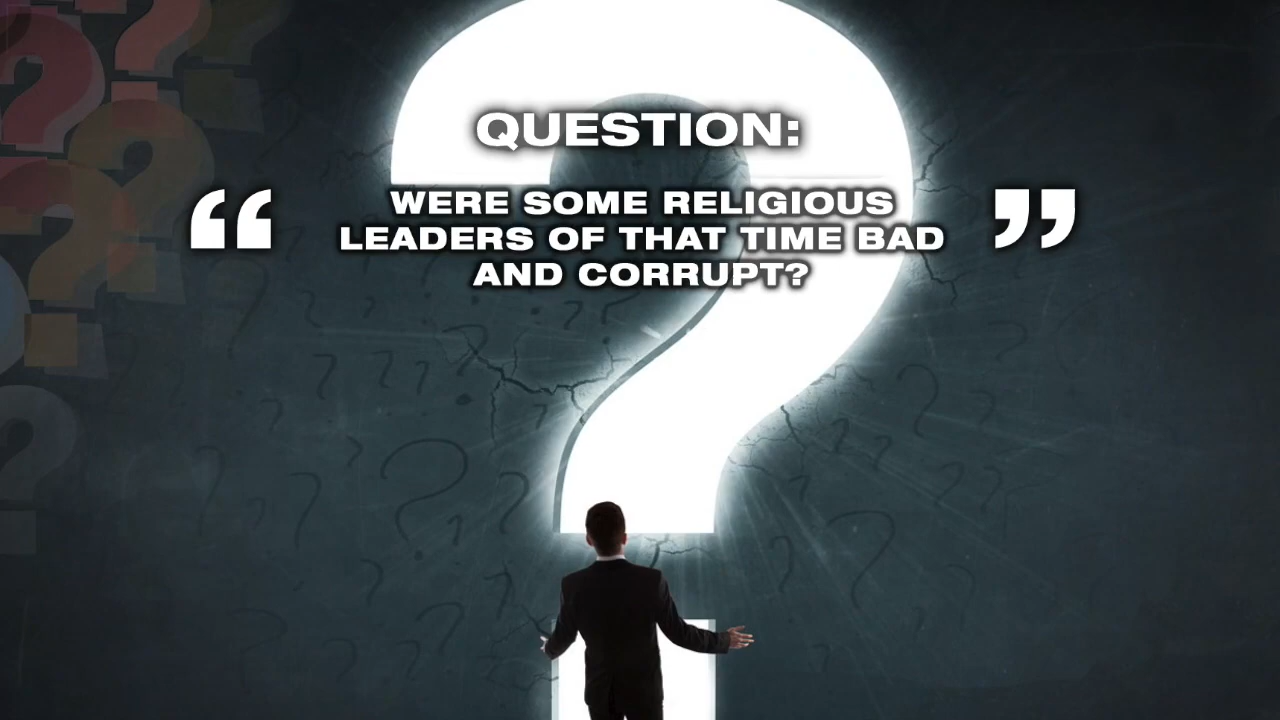 QUESTION:
“ WERE SOME RELIGIOUS
LEADERS OF THAT TIME BAD
AND CORRUPT? ”